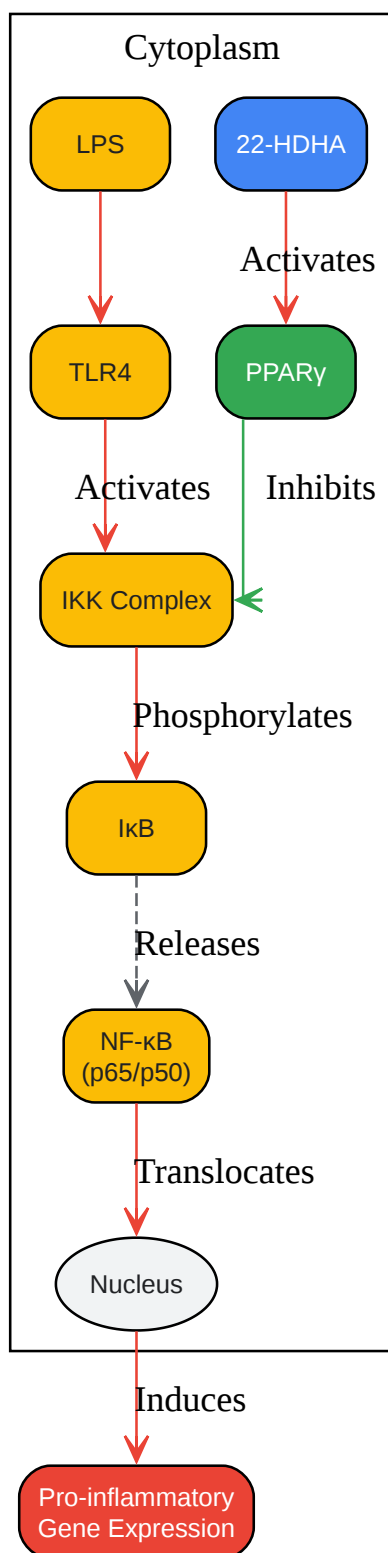 Cytoplasm
LPS
22-HDHA
Activates
TLR4
PPARγ
Activates
Inhibits
IKK Complex
Phosphorylates
IκB
Releases
NF-κB
(p65/p50)
Translocates
Nucleus
Induces
Pro-inflammatory
Gene Expression